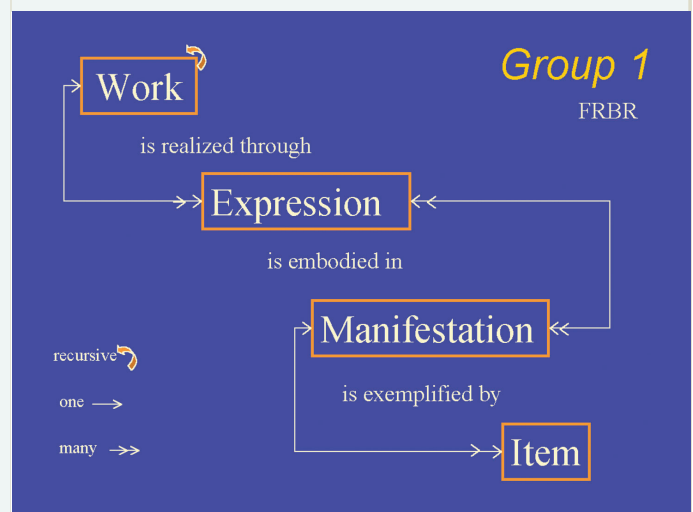 Group 1
FRBR
Work
is realized through
Expression
is embodied in
Manifestation
is exemplified by
Item
recursive
one
many